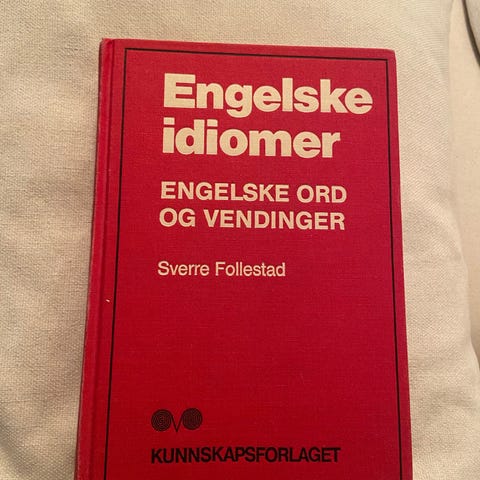 Engelske
idiomer
ENGELSKE ORD
OG VENDINGER
Sverre Follestad
KUNNSKAPSFORLAGET